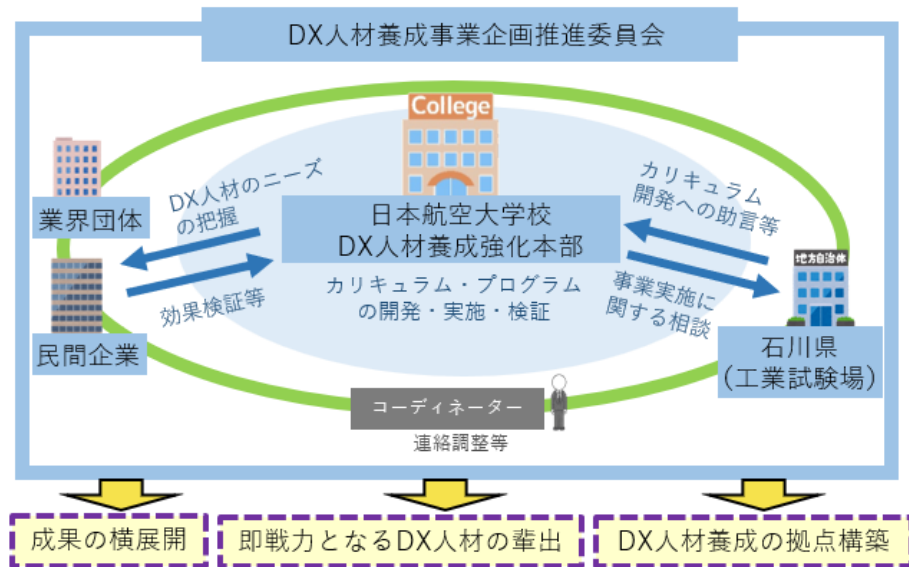 DX人材養成事業企画推進委員会
College
DX人材のニーズ
の把握
カリキュラム
開発への助言等
業界団体
日本航空大学校
DX人材養成強化本部
地方自治体
効果検証等
カリキュラム・プログラム
の開発・実施・検証
事業実施に
関する相談
民間企業
石川県
(工業試験場)
コーディネーター
連絡調整等
成果の横展開
即戦力となるDX人材の輩出
DX人材養成の拠点構築